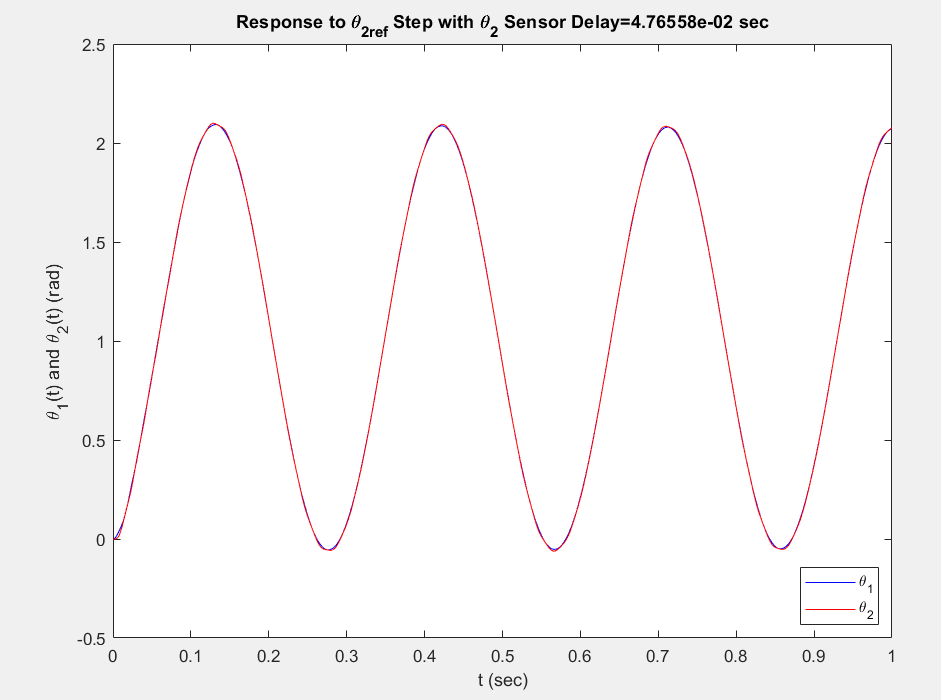 Response to θ2ref Step with θ2 Sensor Delay=4.76558e-02 sec
θ1(t) and θ2(t) (rad)
2.5
2
1.5
1
0.5
0
-0.5
0 0.1 0.2 0.3 0.4 0.5 0.6 0.7 0.8 0.9 1
t (sec)
θ1
θ2